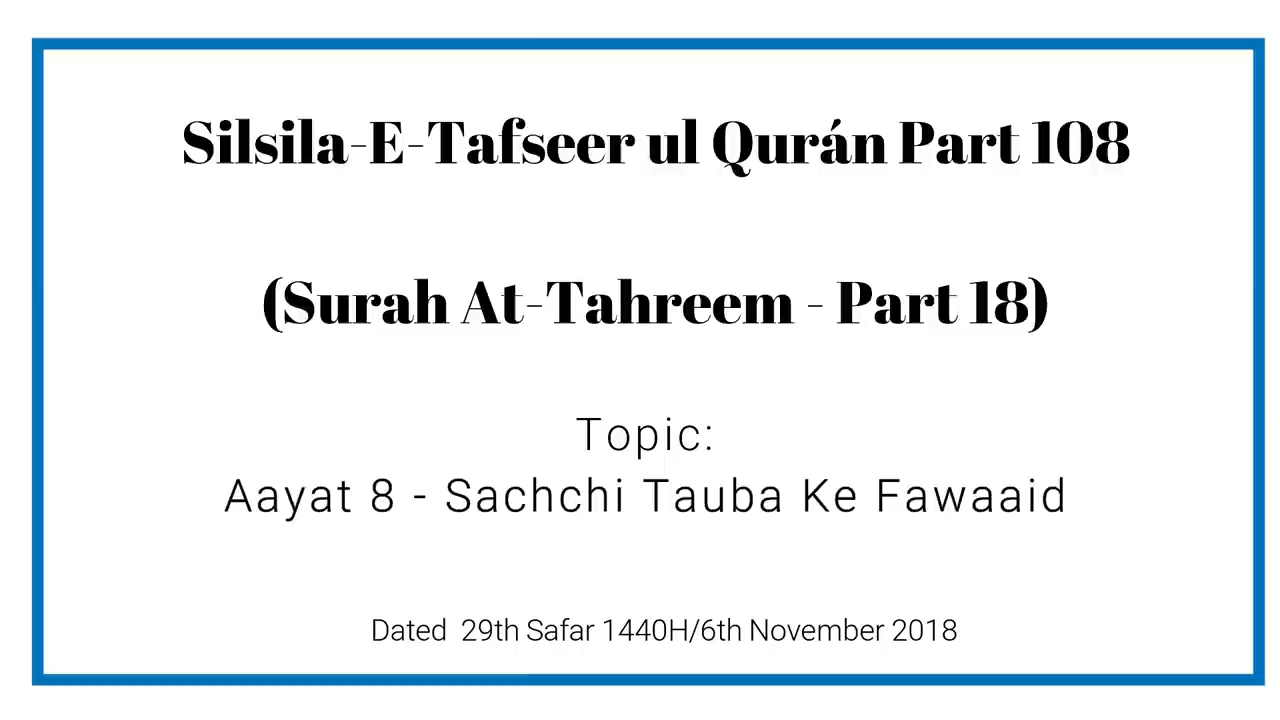 Silsila-E-Tafseer ul Qurán Part 108
(Surah At-Tahreem - Part 18)
Topic:
Aayat 8 - Sachchi Tauba Ke Fawaaid
Dated 29th Safar 1440H/6th November 2018